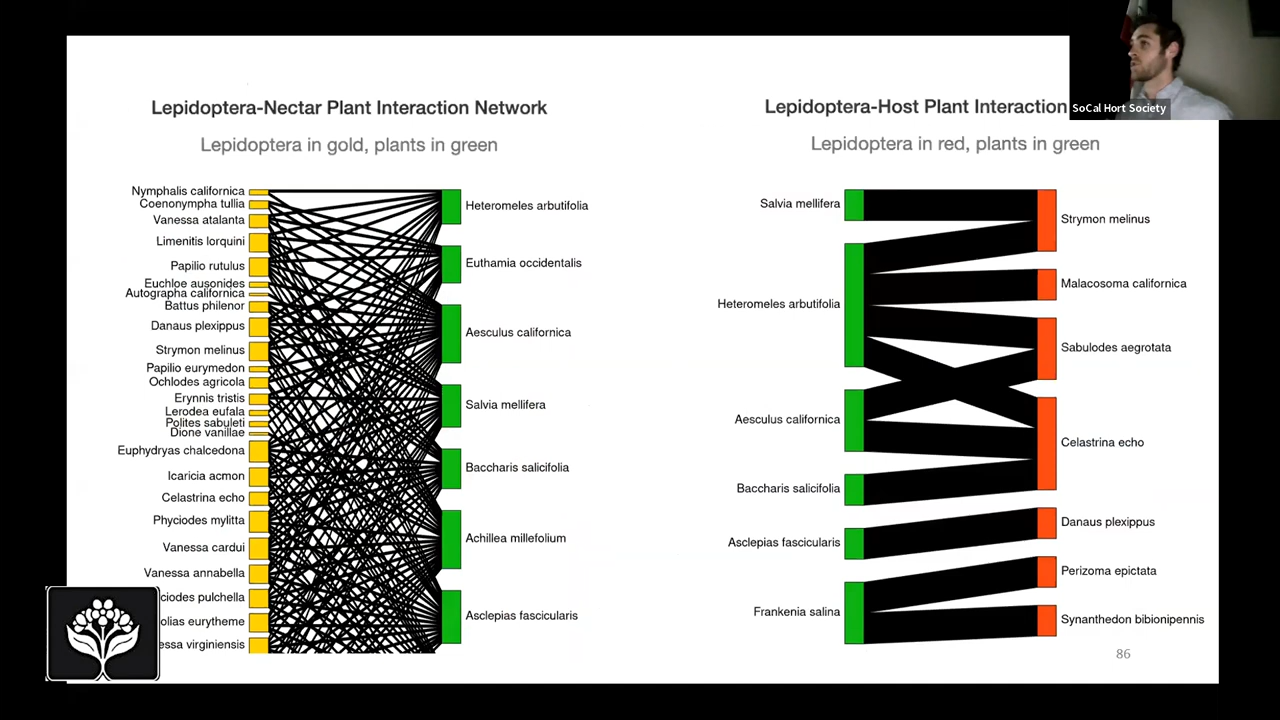 Lepidoptera-Nectar Plant Interaction Network
Lepidoptera in gold, plants in green
Nymphalis californica
Coenonympha tullia
Vanessa atalanta
Limenitis lorquini
Papilio rutulus
Euchloe ausonides
Autographa californica
Battus philenor
Danaus plexippus
Strymon melinus
Papilio eurymedon
Ochlodes agricola
Erynnis tristis
Lerodea eufala
Polites sabuleti
Dione vanillae
Euphydryas chalcedona
Icaricia acmon
Celastrina echo
Phyciodes mylitta
Vanessa cardui
Vanessa annabella
ciodes pulchella
olias eurytheme
essa virginiensis
Heteromeles arbutifolia
Euthamia occidentalis
Aesculus californica
Salvia mellifera
Baccharis salicifolia
Achillea millefolium
Asclepias fascicularis
Lepidoptera-Host Plant Interaction
Lepidoptera in red, plants in green
Salvia mellifera
Heteromeles arbutifolia
Aesculus californica
Baccharis salicifolia
Asclepias fascicularis
Frankenia salina
Strymon melinus
Malacosoma californica
Sabulodes aegrotata
Celastrina echo
Danaus plexippus
Perizoma epictata
Synanthedon bibionipennis
86
SoCal Hort Society